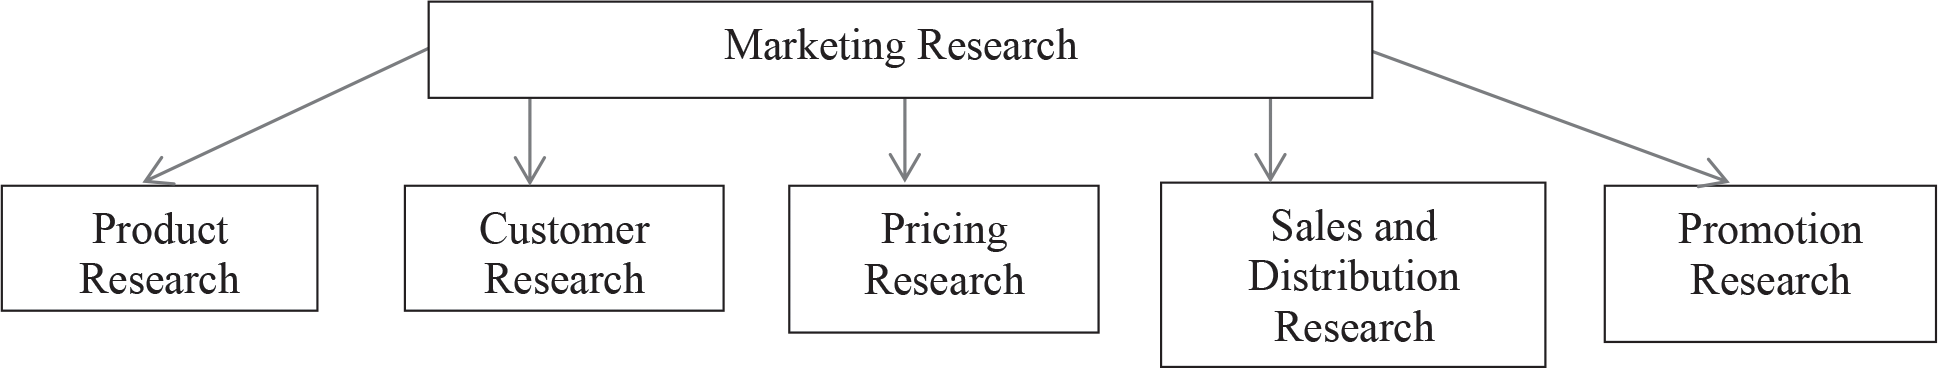 Marketing Research
Product
Research
Customer
Research
Pricing
Research
Sales and
Distribution
Research
Promotion
Research